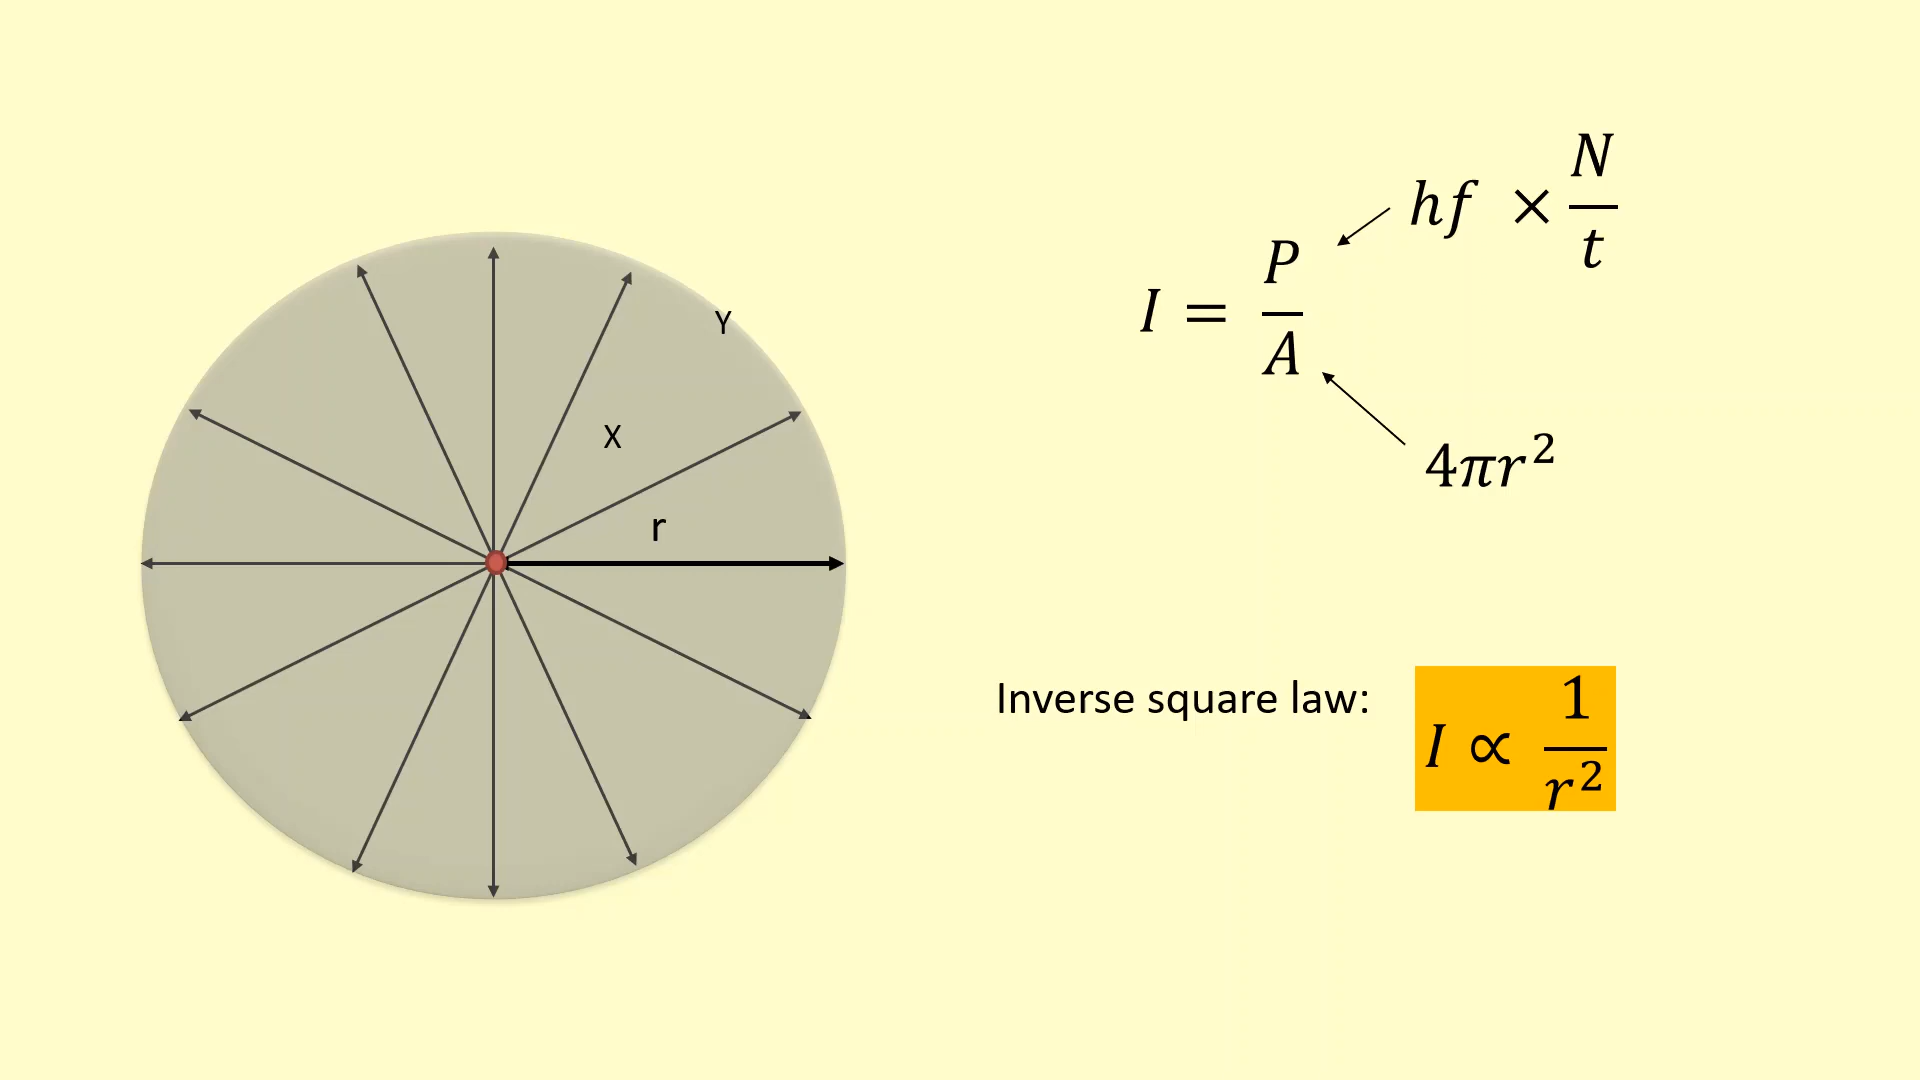 Y
X
r
I = P/A
hf × N/t
4πr²
Inverse square law:
I ∝ 1/r²